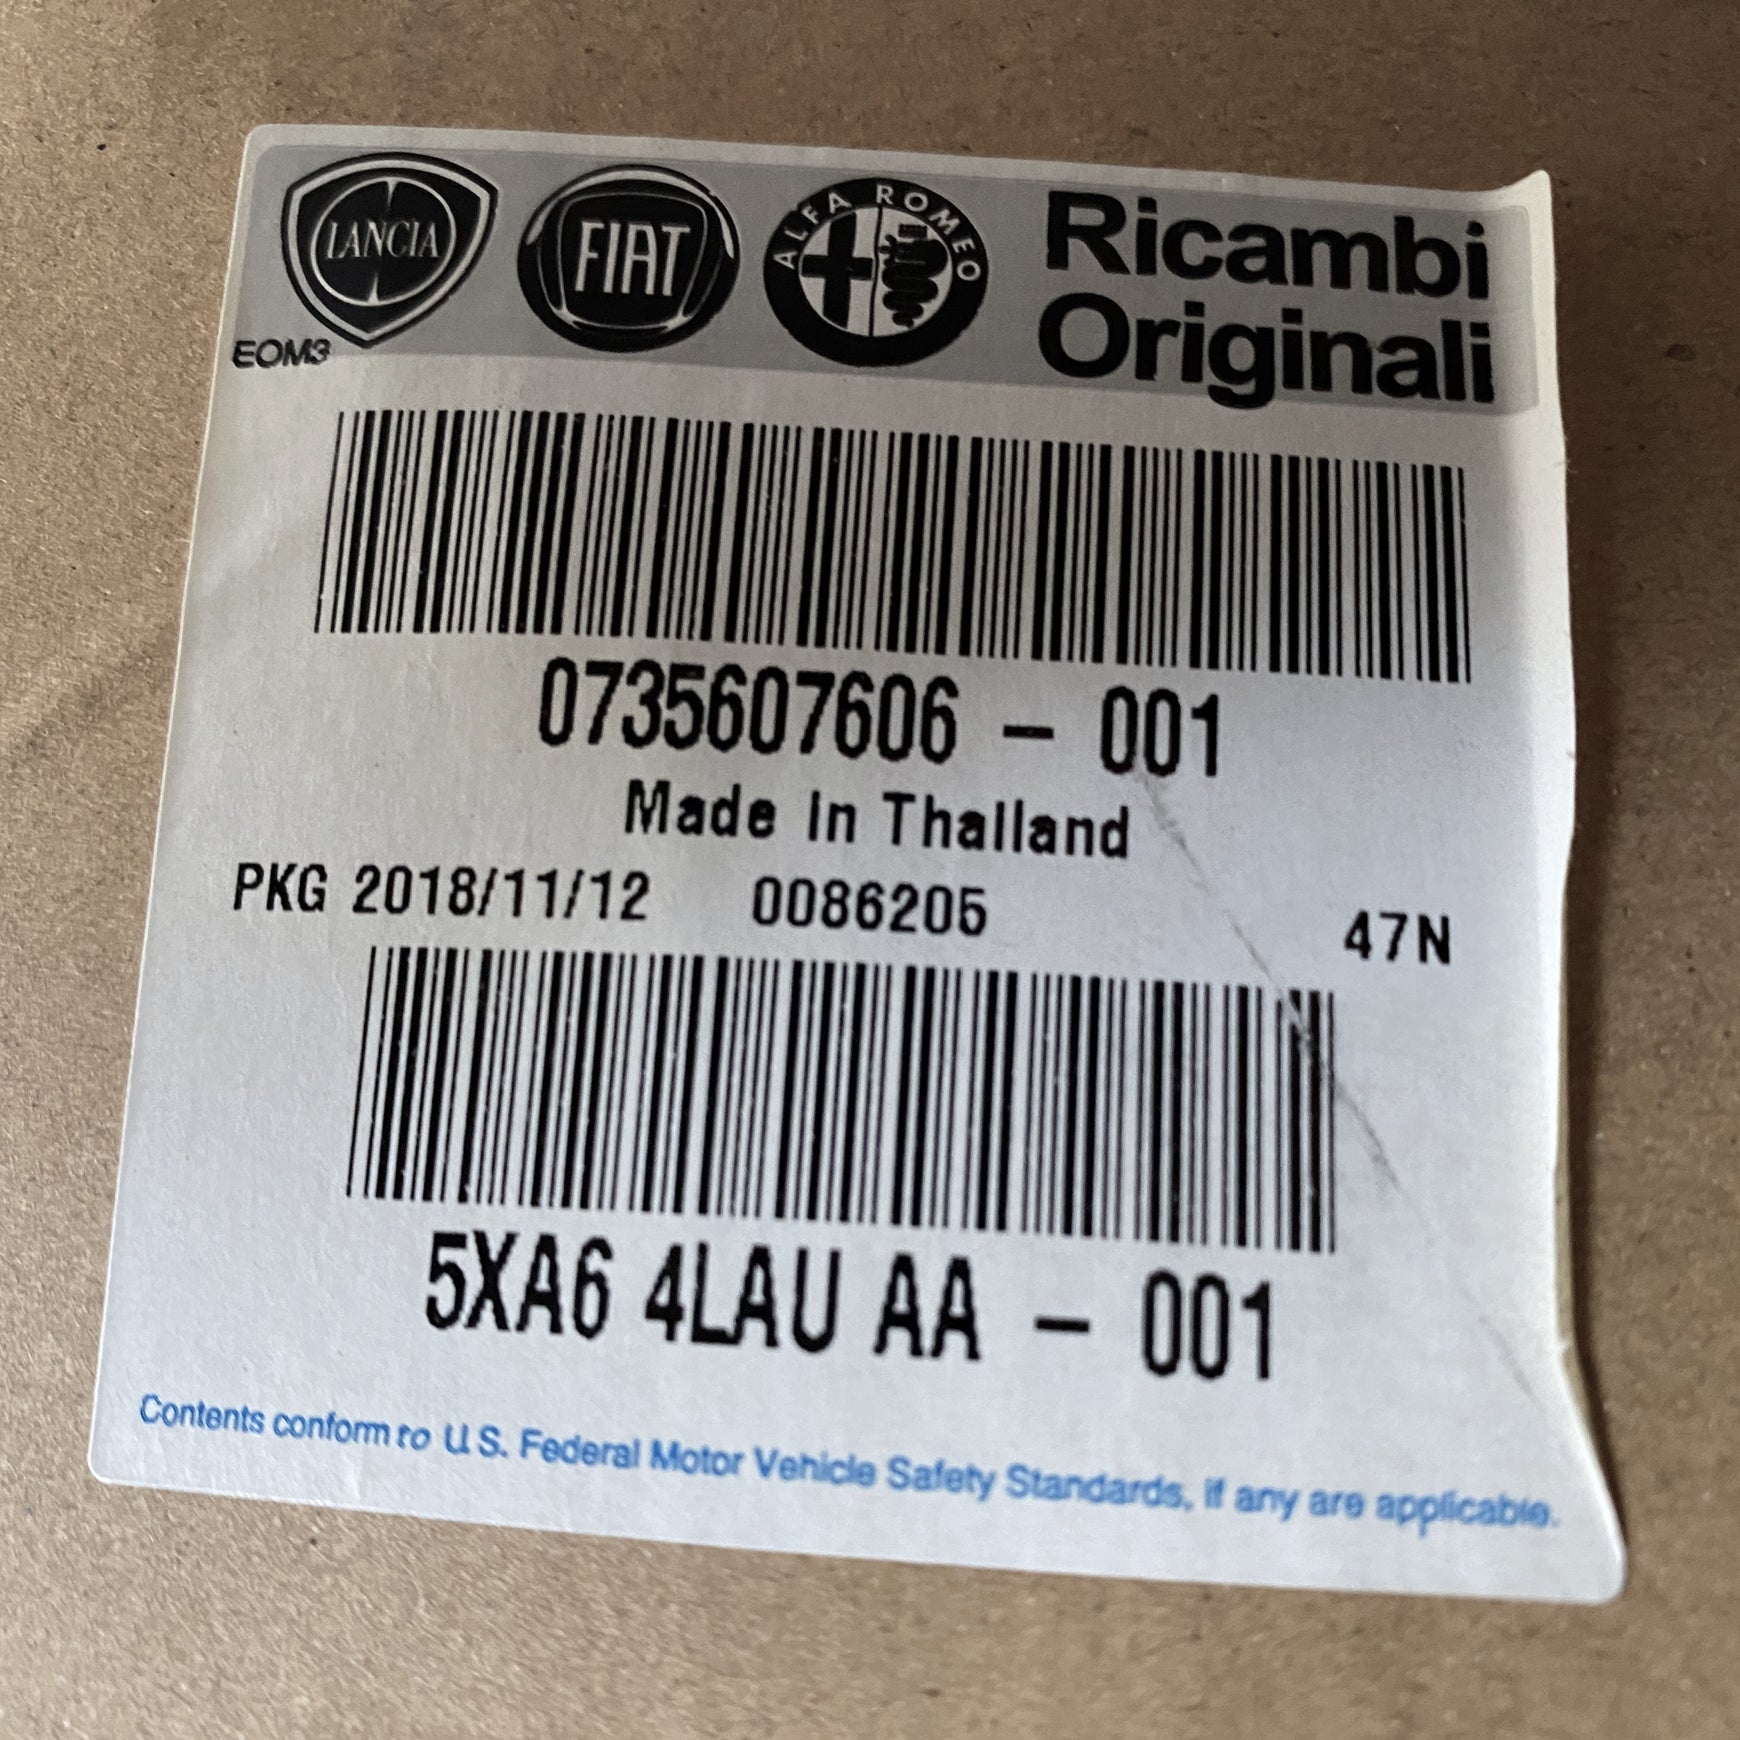 LANCIA FIAT ALFA ROMEO Ricambi
Originali
EOM3
0735607606 – 001
Made In Thailand
PKG 2018/11/12 0086205 47N
5XA6 4LAU AA – 001
Contents conform to U.S. Federal Motor Vehicle Safety Standards, if any are applicable.